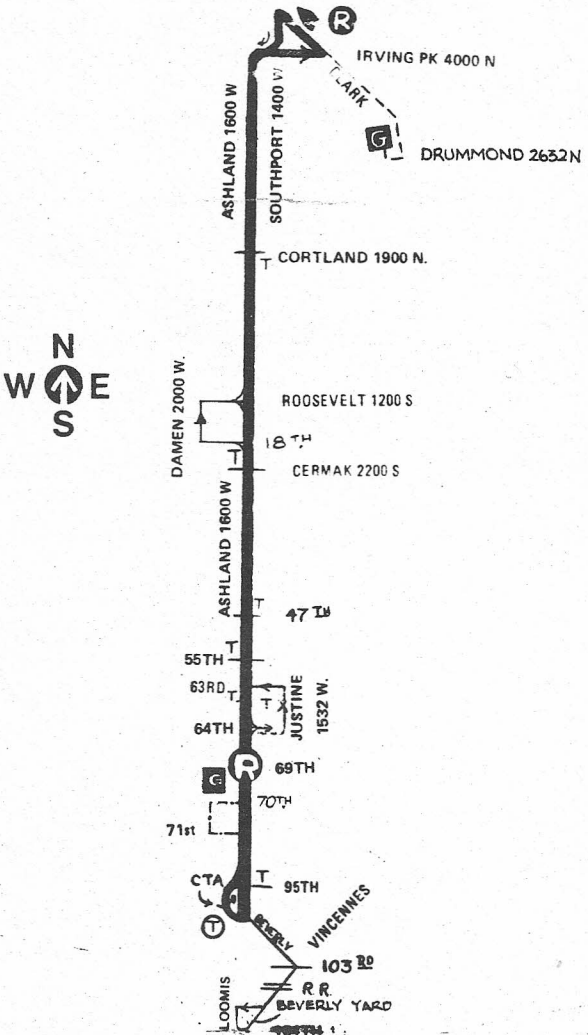 R
IRVING PK 4000 N
CLARK
ASHLAND 1600 W
SOUTHPORT 1400 W
G
DRUMMOND 2632 N
T
CORTLAND 1900 N.
N
W E
S
DAMEN 2000 W.
ROOSEVELT 1200 S
18TH
T
CERMAK 2200 S
ASHLAND 1600 W
T
47TH
T
55TH
63RD
T
T
JUSTINE
1532 W.
64TH
R
69TH
G
70TH
71st
CTA
T
95TH
T
BEVERLY
VINCENNES
103RD
R.R.
BEVERLY YARD
LOOMIS